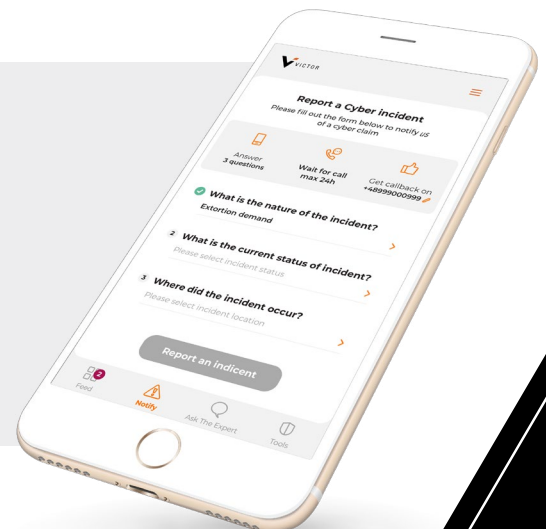 VICTOR
Report a Cyber incident
Please fill out the form below to notify us
of a cyber claim
Answer
3 questions
Wait for call
max 24h
Get callback on
+48999000999
What is the nature of the incident?
Extortion demand
2 What is the current status of incident?
Please select incident status
3 Where did the incident occur?
Please select incident location
Report an indicent
2
Feed
Notify
Ask The Expert
Tools